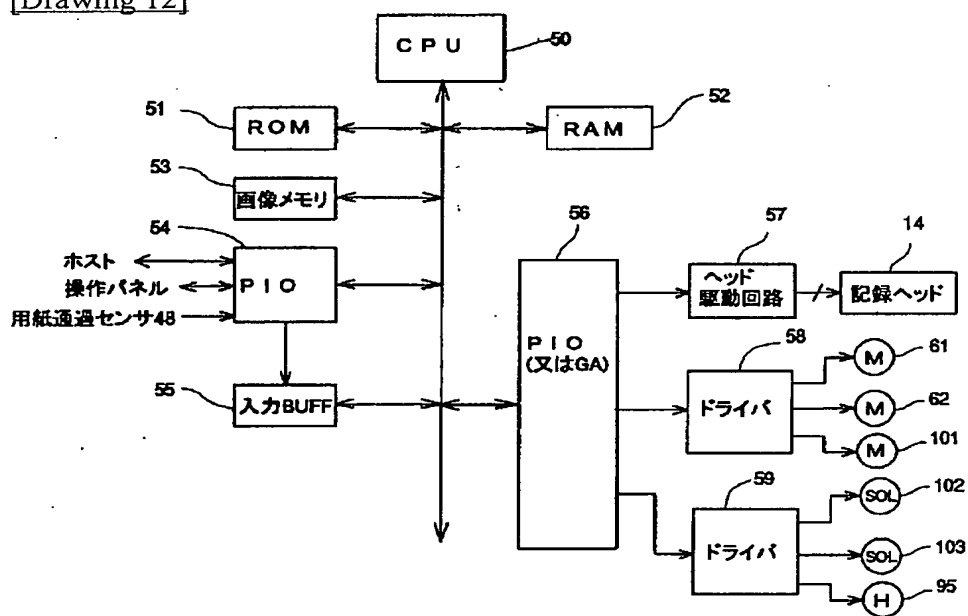 [Drawing 12]
CPU
50
51
ROM
52
RAM
53
画像メモリ
54
ホスト
操作パネル
用紙通過センサ48
PIO
55
入力BUFF
56
PIO
(又はGA)
57
ヘッド
駆動回路
14
記録ヘッド
58
ドライバ
M
61
M
62
M
101
59
ドライバ
SOL
102
SOL
103
H
95